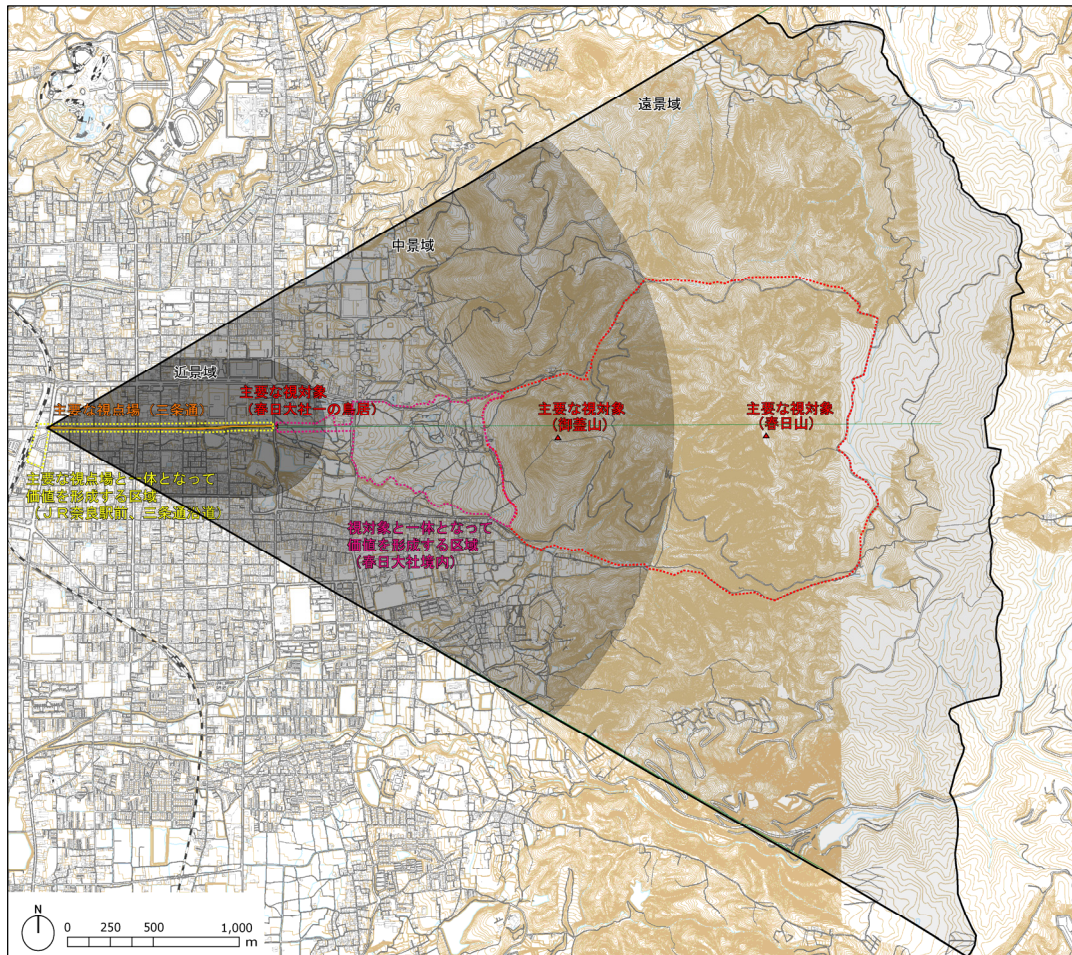 遠景域
中景域
近景域
主要な視対象
（春日大社一の鳥居）
主要な視点場（三条通）
主要な視対象
（御蓋山）
主要な視対象
（春日山）
主要な視点場と一体となって
価値を形成する区域
（ＪＲ奈良駅前、三条通沿道）
視対象と一体となって
価値を形成する区域
（春日大社境内）
N
0 250 500 1,000
m